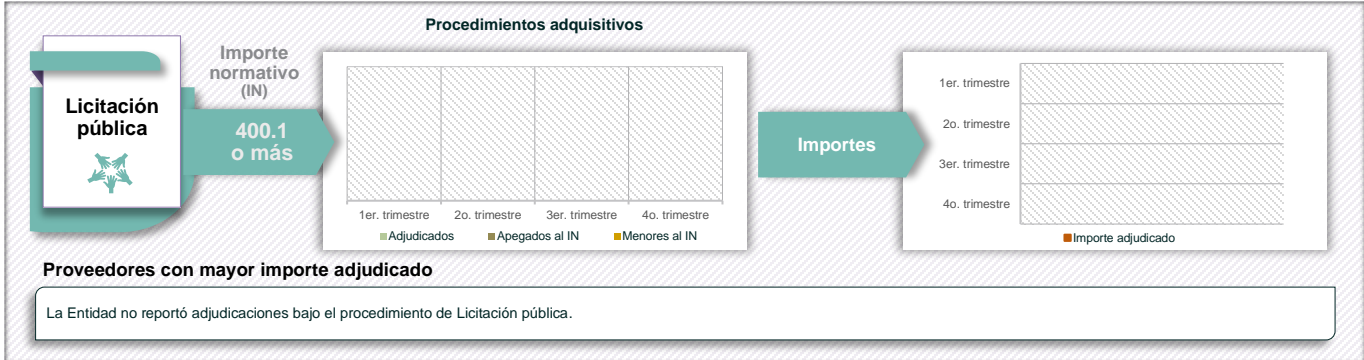 Procedimientos adquisitivos
Licitación
pública
Importe
normativo
(IN)
400.1
o más
1er. trimestre 2o. trimestre 3er. trimestre 4o. trimestre
Adjudicados Apegados al IN Menores al IN
Importes
1er. trimestre
2o. trimestre
3er. trimestre
4o. trimestre
Importe adjudicado
Proveedores con mayor importe adjudicado
La Entidad no reportó adjudicaciones bajo el procedimiento de Licitación pública.